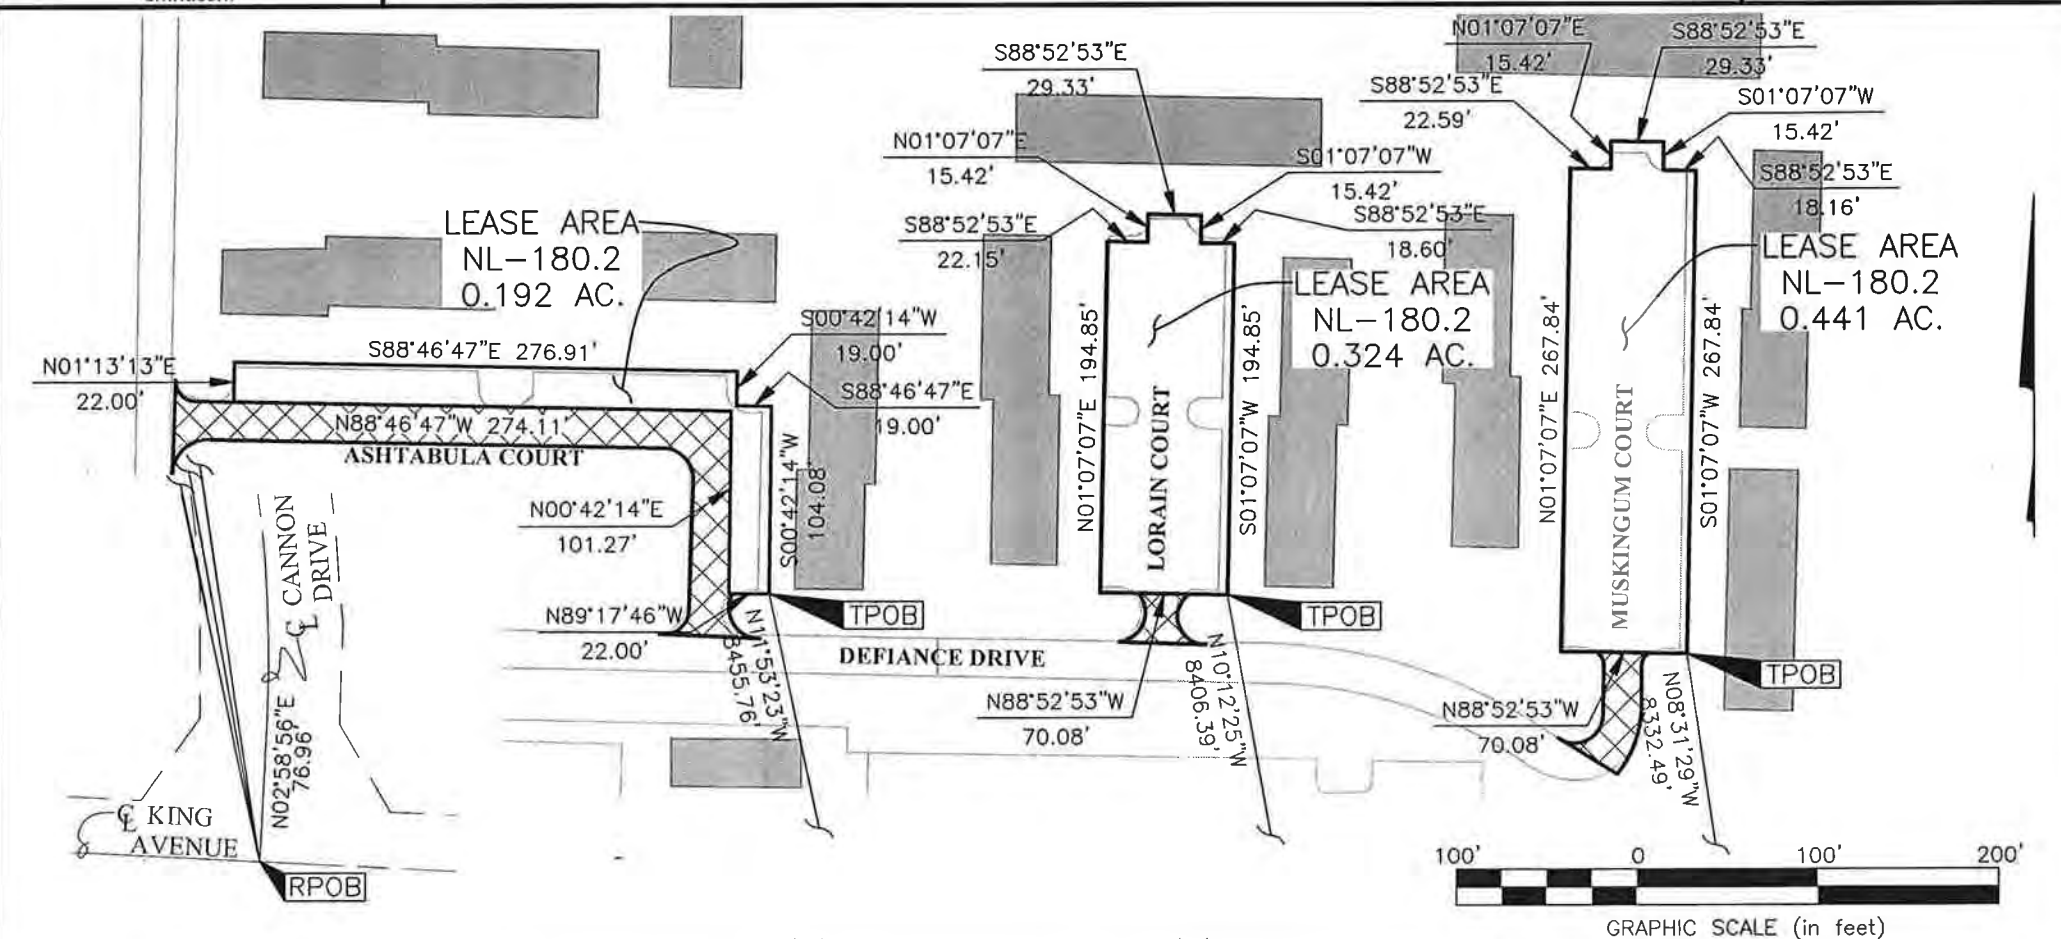 N01°07'07"E
15.42'
S88°52'53"E
29.33'
S88°52'53"E
29.33'
S88°52'53"E
22.59'
S01°07'07"W
15.42'
N01°07'07"E
15.42'
S01°07'07"W
15.42'
S88°52'53"E
18.16'
S88°52'53"E
22.15'
S88°52'53"E
18.60'
LEASE AREA
NL-180.2
0.192 AC.
LEASE AREA
NL-180.2
0.324 AC.
LEASE AREA
NL-180.2
0.441 AC.
S00°42'14"W
19.00'
S88°46'47"E 276.91'
N01°13'13"E
22.00'
S88°46'47"E
19.00'
N88°46'47"W 274.11'
ASHTABULA COURT
N00°42'14"E
101.27'
S00°42'14"W
104.08'
N01°07'07"E 194.85'
LORAIN COURT
S01°07'07"W 194.85'
N01°07'07"E 267.84'
MUSKINGUM COURT
S01°07'07"W 267.84'
℄ CANNON
DRIVE
N89°17'46"W
22.00'
TPOB
TPOB
TPOB
N11°53'23"W
8455.76'
DEFIANCE DRIVE
N10°12'25"W
8406.39'
N88°52'53"W
70.08'
N88°52'53"W
70.08'
N08°31'29"W
8332.49'
N02°58'56"E
76.96'
℄ KING
AVENUE
RPOB
100' 0 100' 200'
GRAPHIC SCALE (in feet)